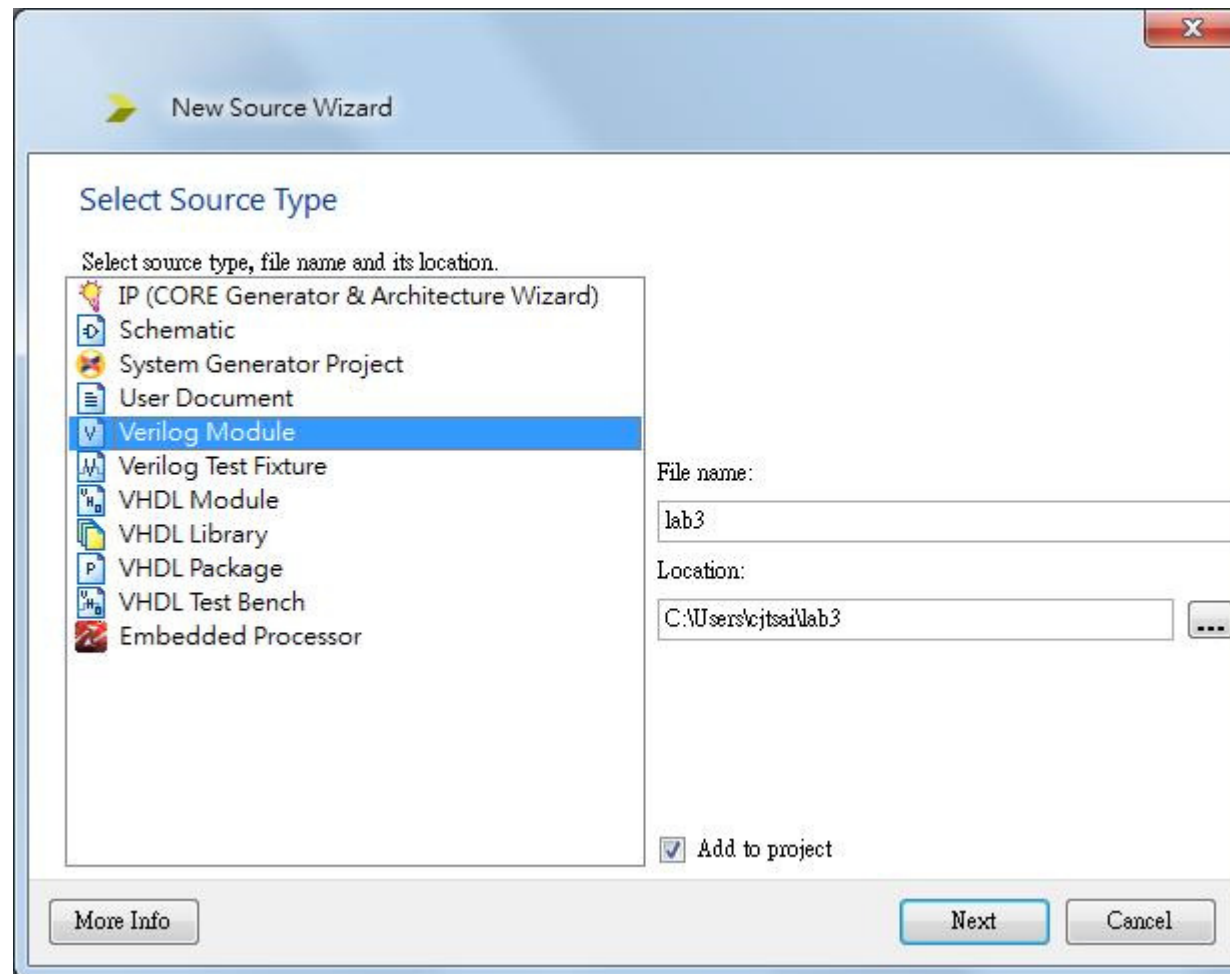 New Source Wizard
Select Source Type
Select source type, file name and its location.
IP (CORE Generator & Architecture Wizard)
Schematic
System Generator Project
User Document
Verilog Module
Verilog Test Fixture
VHDL Module
VHDL Library
VHDL Package
VHDL Test Bench
Embedded Processor
File name:
lab3
Location:
C:\Users\cjtsai\lab3
...
Add to project
More Info
Next
Cancel